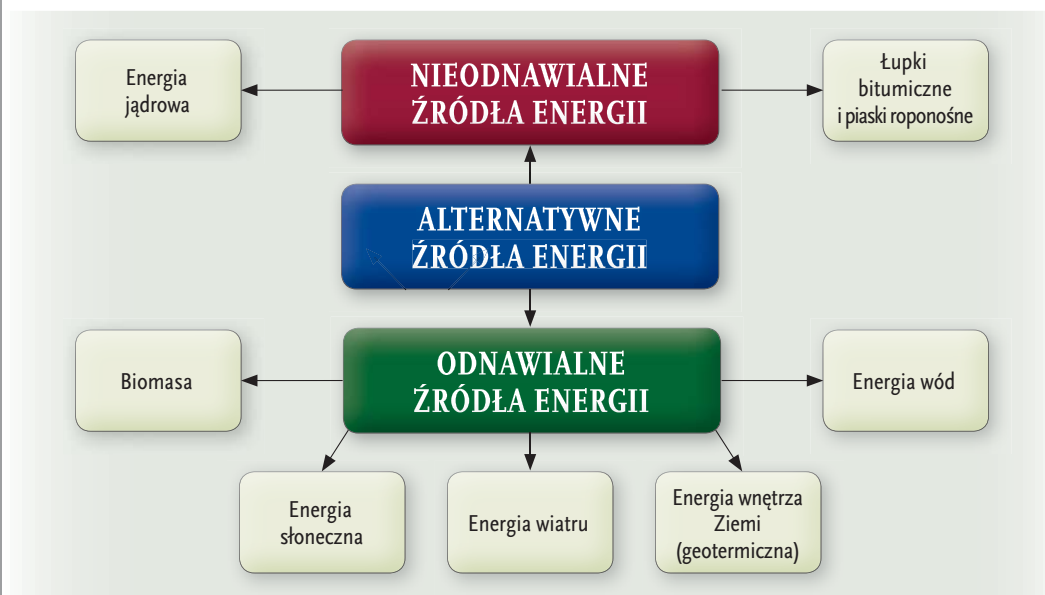 Energia
jądrowa
NIEODNAWIALNE
ŹRÓDŁA ENERGII
Łupki
bitumiczne
i piaski roponośne
ALTERNATYWNE
ŹRÓDŁA ENERGII
Biomasa
ODNAWIALNE
ŹRÓDŁA ENERGII
Energia wód
Energia
słoneczna
Energia wiatru
Energia wnętrza
Ziemi
(geotermiczna)